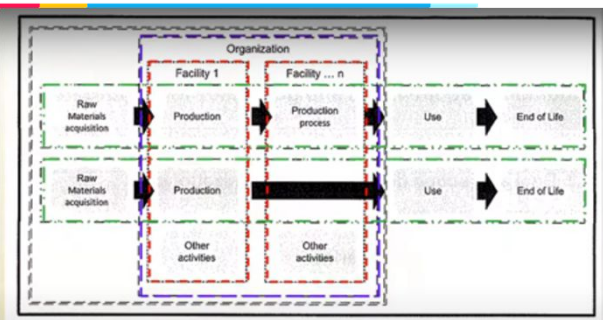 Organization
Facility 1
Facility ... n
Raw
Materials
acquisition
Production
Production
process
Use
End of Life
Raw
Materials
acquisition
Production
Use
End of Life
Other
activities
Other
activities